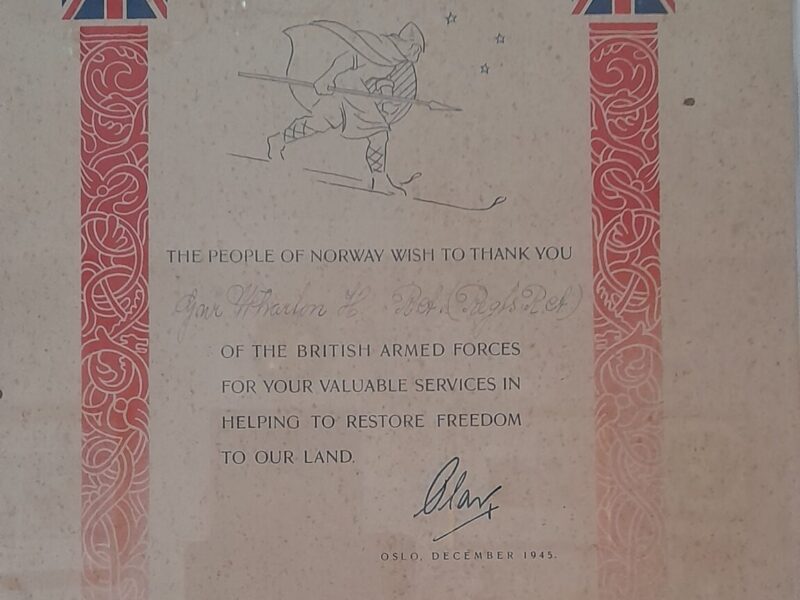 THE PEOPLE OF NORWAY WISH TO THANK YOU
Gnr Wharton H.
OF THE BRITISH ARMED FORCES
FOR YOUR VALUABLE SERVICES IN
HELPING TO RESTORE FREEDOM
TO OUR LAND.
Olav
OSLO, DECEMBER 1945.